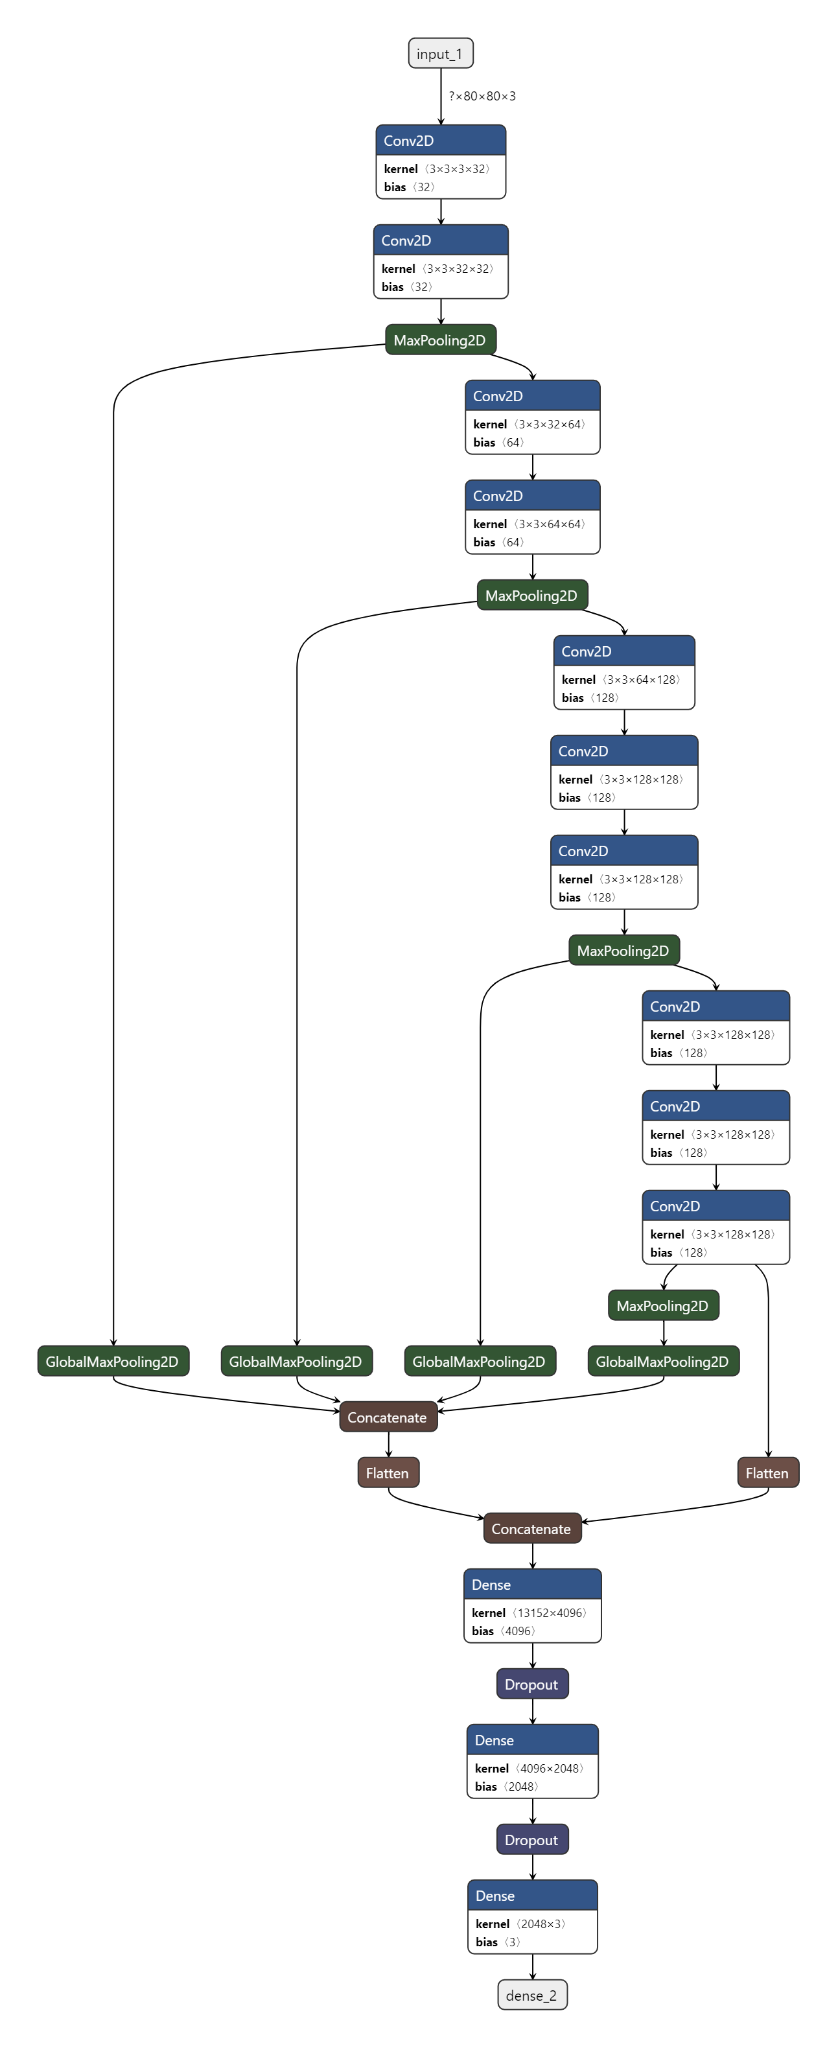 input_1
?×80×80×3
Conv2D
kernel 〈3×3×3×32〉
bias 〈32〉
Conv2D
kernel 〈3×3×32×32〉
bias 〈32〉
MaxPooling2D
Conv2D
kernel 〈3×3×32×64〉
bias 〈64〉
Conv2D
kernel 〈3×3×64×64〉
bias 〈64〉
MaxPooling2D
Conv2D
kernel 〈3×3×64×128〉
bias 〈128〉
Conv2D
kernel 〈3×3×128×128〉
bias 〈128〉
Conv2D
kernel 〈3×3×128×128〉
bias 〈128〉
MaxPooling2D
Conv2D
kernel 〈3×3×128×128〉
bias 〈128〉
Conv2D
kernel 〈3×3×128×128〉
bias 〈128〉
Conv2D
kernel 〈3×3×128×128〉
bias 〈128〉
MaxPooling2D
GlobalMaxPooling2D
GlobalMaxPooling2D
GlobalMaxPooling2D
GlobalMaxPooling2D
Concatenate
Flatten
Flatten
Concatenate
Dense
kernel 〈13152×4096〉
bias 〈4096〉
Dropout
Dense
kernel 〈4096×2048〉
bias 〈2048〉
Dropout
Dense
kernel 〈2048×3〉
bias 〈3〉
dense_2